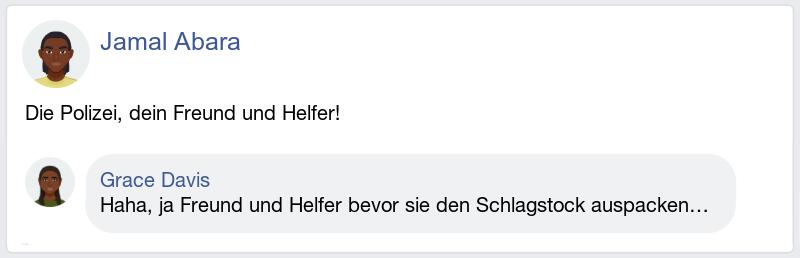 Jamal Abara
Die Polizei, dein Freund und Helfer!
Grace Davis
Haha, ja Freund und Helfer bevor sie den Schlagstock auspacken...